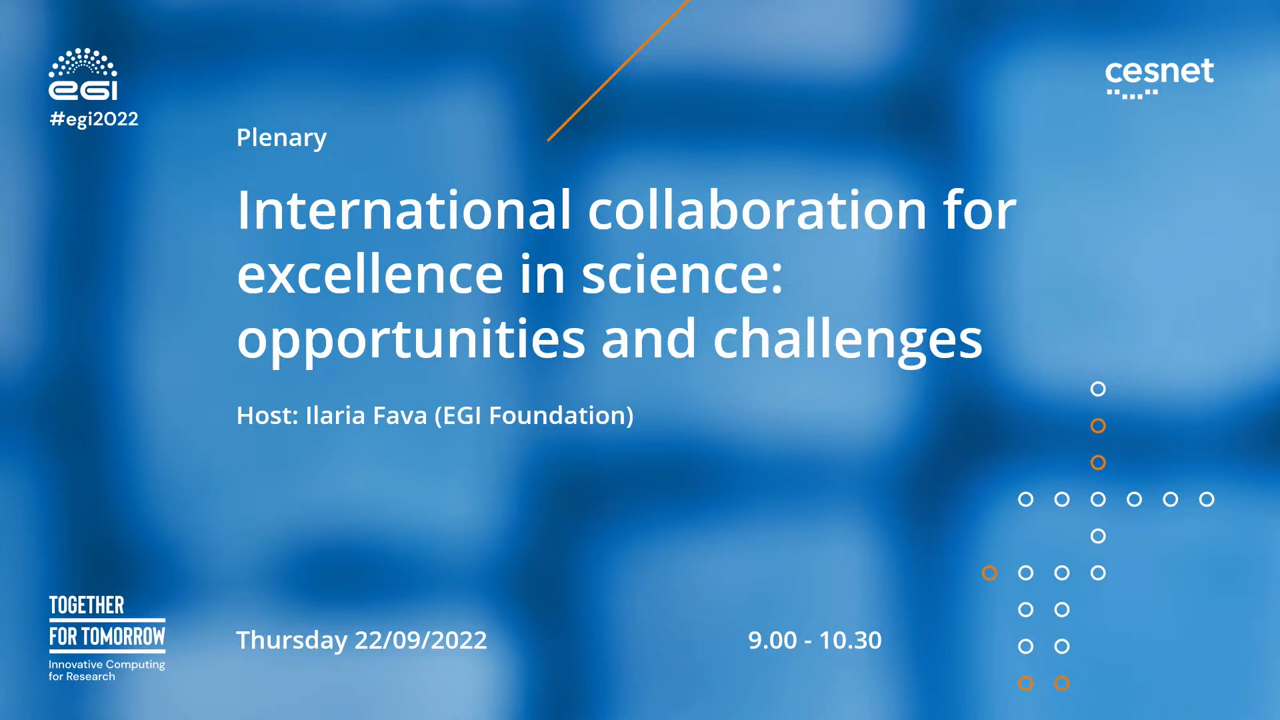 egi
#egi2022
cesnet
Plenary
International collaboration for
excellence in science:
opportunities and challenges
Host: Ilaria Fava (EGI Foundation)
TOGETHER
FOR TOMORROW
Innovative Computing
for Research
Thursday 22/09/2022
9.00 - 10.30